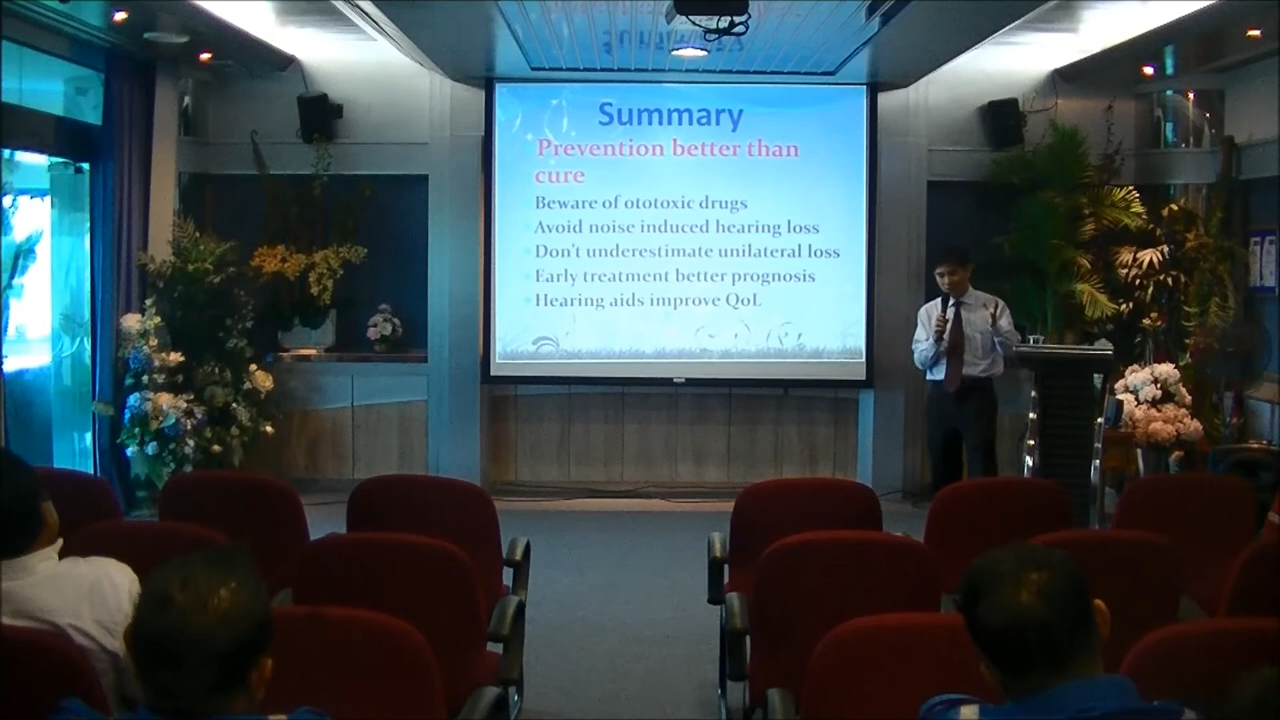 Summary
Prevention better than
cure
Beware of ototoxic drugs
Avoid noise induced hearing loss
Don't underestimate unilateral loss
Early treatment better prognosis
Hearing aids improve QoL